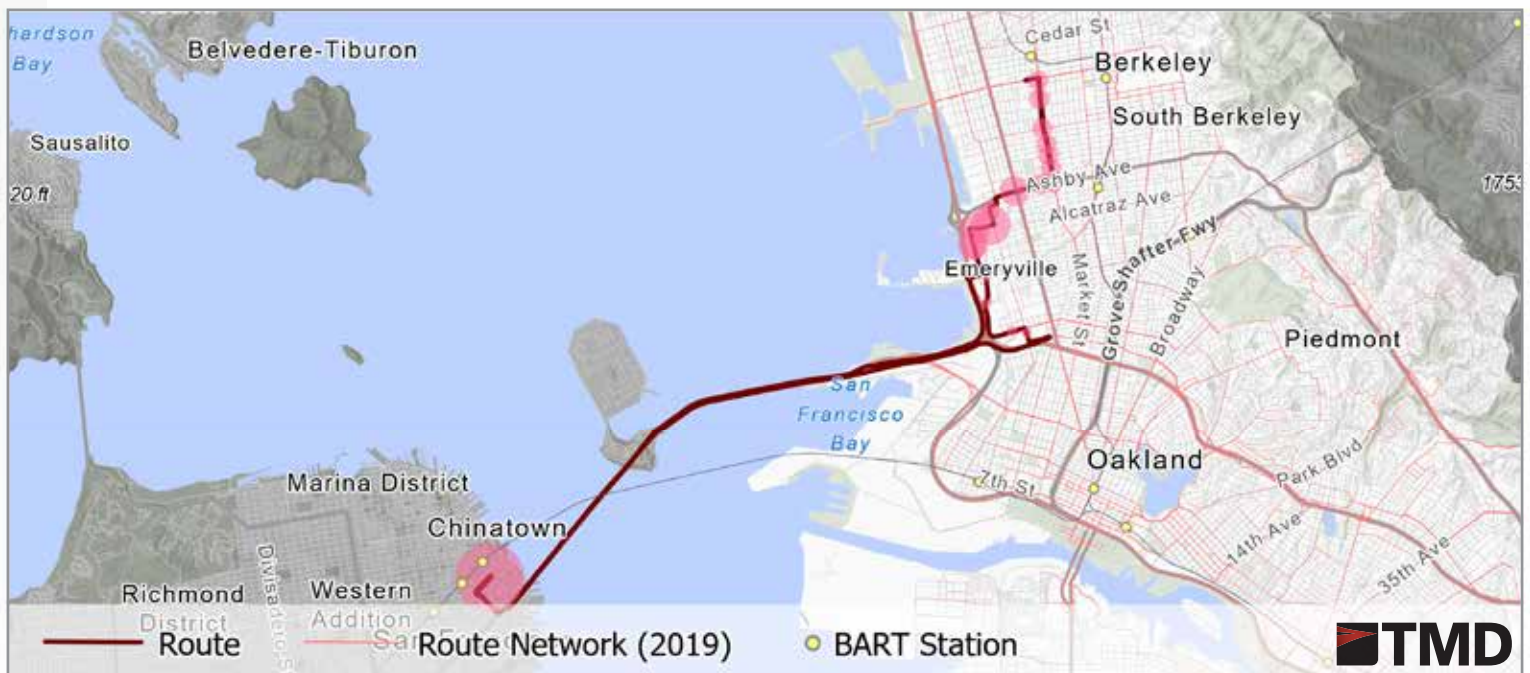 hardson
Bay
Belvedere-Tiburon
Sausalito
20 ft
Cedar St
Berkeley
South Berkeley
Ashby Ave
Alcatraz Ave
1753
Emeryville
Market St
Grove-Shafter-Fwy
Broadway
Piedmont
San
Francisco
Bay
Oakland
7th St
Park Blvd
14th Ave
35th Ave
Marina District
Chinatown
Richmond
District
Western
Addition
Route
Route Network (2019)
BART Station
TMD